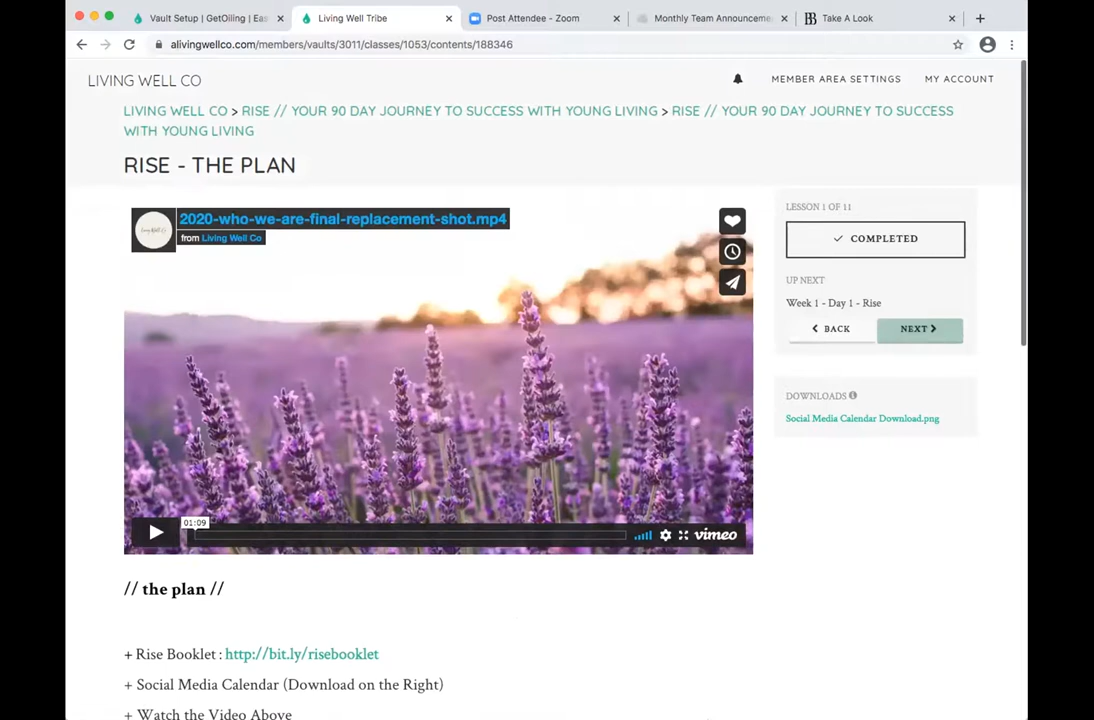 Vault Setup | GetOiling | Eas
Living Well Tribe
Post Attendee - Zoom
Monthly Team Announceme
Take A Look
alivingwellco.com/members/vaults/3011/classes/1053/contents/188346
LIVING WELL CO
MEMBER AREA SETTINGS
MY ACCOUNT
LIVING WELL CO > RISE // YOUR 90 DAY JOURNEY TO SUCCESS WITH YOUNG LIVING > RISE // YOUR 90 DAY JOURNEY TO SUCCESS
WITH YOUNG LIVING
RISE - THE PLAN
2020-who-we-are-final-replacement-shot.mp4
from Living Well Co
01:09
vimeo
LESSON 1 OF 11
COMPLETED
UP NEXT
Week 1 - Day 1 - Rise
BACK
NEXT
DOWNLOADS
Social Media Calendar Download.png
// the plan //
+ Rise Booklet : http://bit.ly/risebooklet
+ Social Media Calendar (Download on the Right)
+ Watch the Video Above